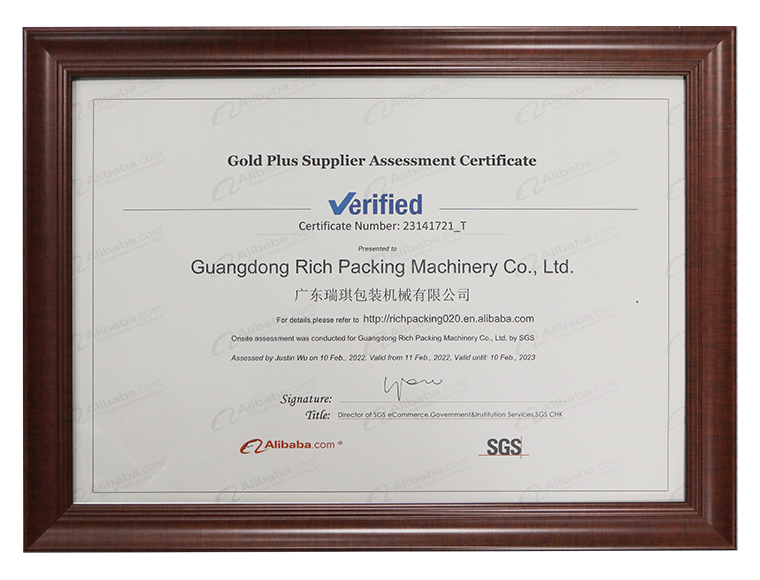 Gold Plus Supplier Assessment Certificate
Verified
Certificate Number: 23141721_T
Presented to
Guangdong Rich Packing Machinery Co., Ltd.
广东瑞琪包装机械有限公司
For details,please refer to http://richpacking020.en.alibaba.com
Onsite assessment was conducted for Guangdong Rich Packing Machinery Co., Ltd. by SGS
Assessed by Justin Wu on 10 Feb., 2022. Valid from 11 Feb., 2022, Valid until: 10 Feb., 2023
Signature:
Title: Director of SGS eCommerce,Government&Institution Services,SGS CHK
Alibaba.com®
SGS